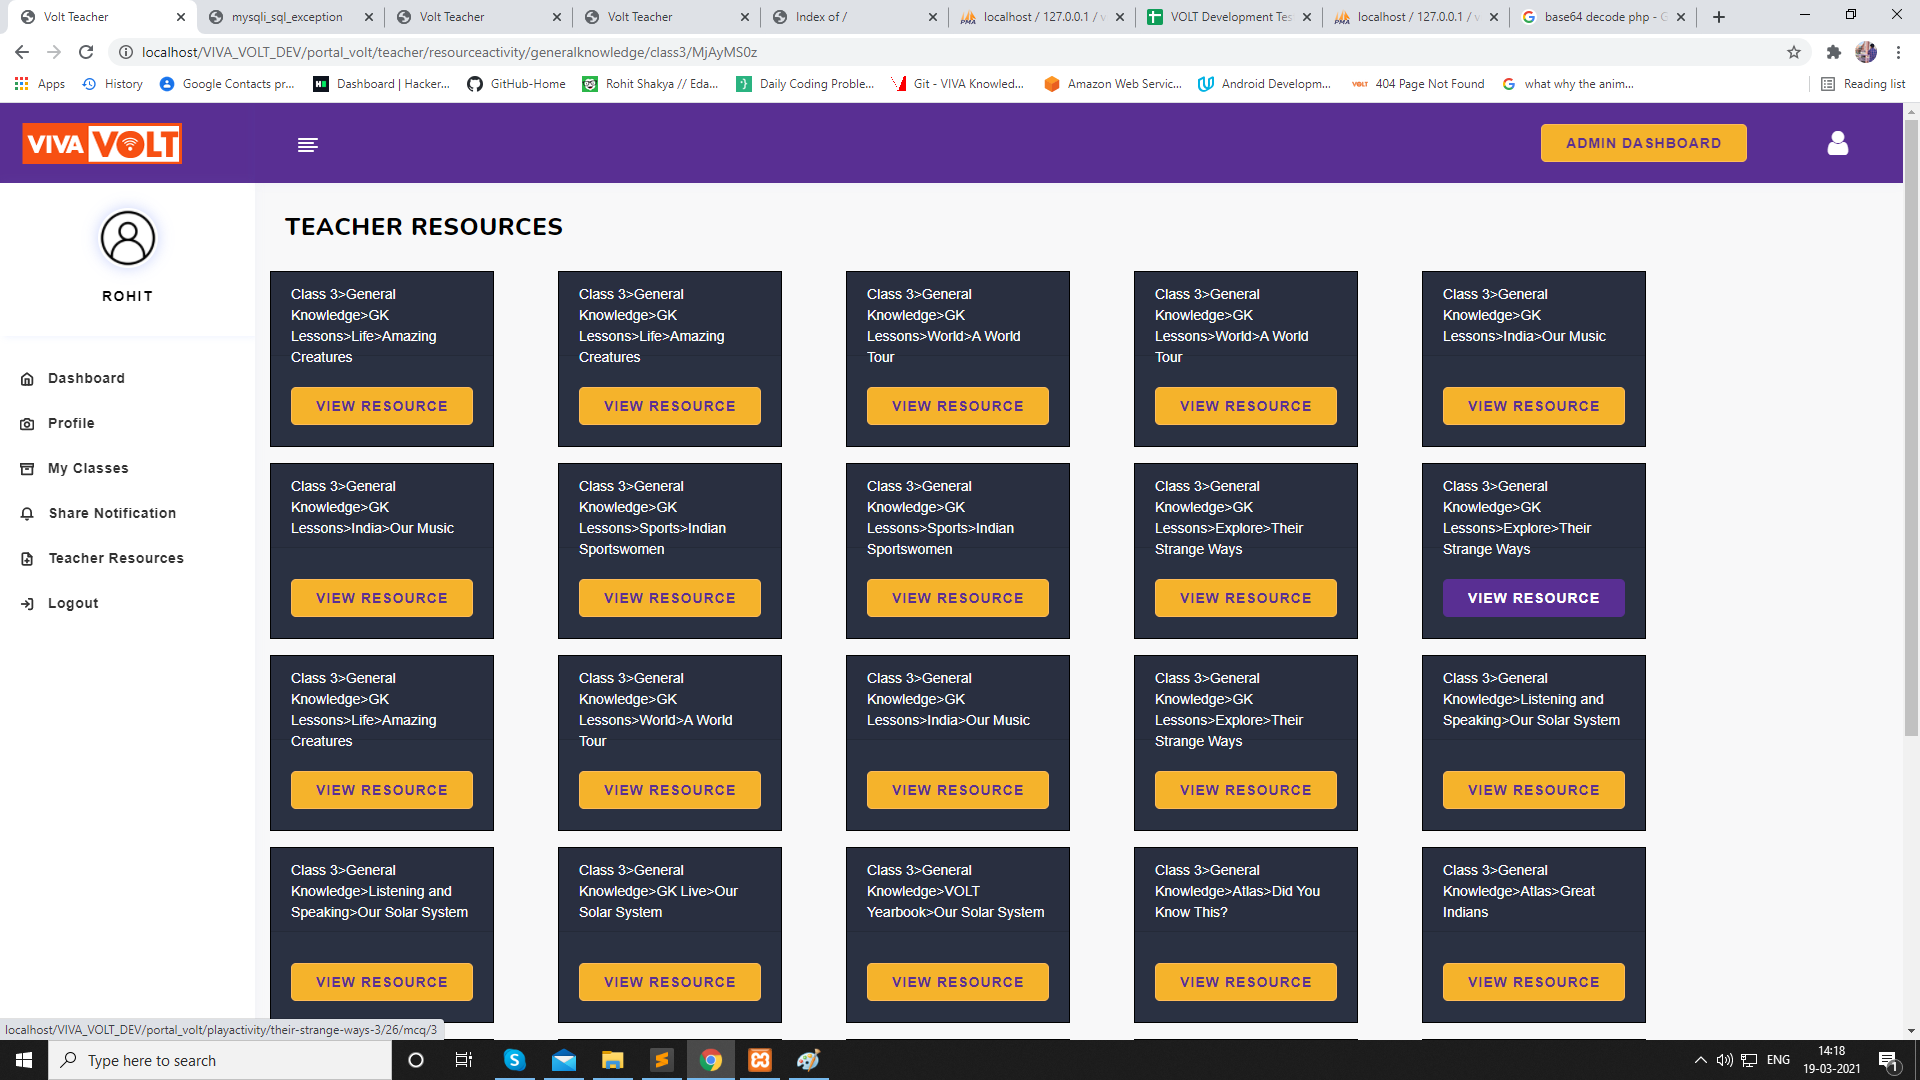 Volt Teacher
mysqli_sql_exception
Volt Teacher
Volt Teacher
Index of /
localhost / 127.0.0.1 / v
VOLT Development Tes
localhost / 127.0.0.1 / v
base64 decode php - G
localhost/VIVA_VOLT_DEV/portal_volt/teacher/resourceactivity/generalknowledge/class3/MjAyMS0z
Apps
History
Google Contacts pr...
Dashboard | Hacker...
GitHub-Home
Rohit Shakya // Eda...
Daily Coding Proble...
Git - VIVA Knowled...
Amazon Web Servic...
Android Developm...
404 Page Not Found
what why the anim...
Reading list
VIVA VOLT
ADMIN DASHBOARD
ROHIT
Dashboard
Profile
My Classes
Share Notification
Teacher Resources
Logout
TEACHER RESOURCES
Class 3>General
Knowledge>GK
Lessons>Life>Amazing
Creatures
VIEW RESOURCE
Class 3>General
Knowledge>GK
Lessons>Life>Amazing
Creatures
VIEW RESOURCE
Class 3>General
Knowledge>GK
Lessons>World>A World
Tour
VIEW RESOURCE
Class 3>General
Knowledge>GK
Lessons>World>A World
Tour
VIEW RESOURCE
Class 3>General
Knowledge>GK
Lessons>India>Our Music
VIEW RESOURCE
Class 3>General
Knowledge>GK
Lessons>India>Our Music
VIEW RESOURCE
Class 3>General
Knowledge>GK
Lessons>Sports>Indian
Sportswomen
VIEW RESOURCE
Class 3>General
Knowledge>GK
Lessons>Sports>Indian
Sportswomen
VIEW RESOURCE
Class 3>General
Knowledge>GK
Lessons>Explore>Their
Strange Ways
VIEW RESOURCE
Class 3>General
Knowledge>GK
Lessons>Explore>Their
Strange Ways
VIEW RESOURCE
Class 3>General
Knowledge>GK
Lessons>Life>Amazing
Creatures
VIEW RESOURCE
Class 3>General
Knowledge>GK
Lessons>World>A World
Tour
VIEW RESOURCE
Class 3>General
Knowledge>GK
Lessons>India>Our Music
VIEW RESOURCE
Class 3>General
Knowledge>GK
Lessons>Explore>Their
Strange Ways
VIEW RESOURCE
Class 3>General
Knowledge>Listening and
Speaking>Our Solar System
VIEW RESOURCE
Class 3>General
Knowledge>Listening and
Speaking>Our Solar System
VIEW RESOURCE
Class 3>General
Knowledge>GK Live>Our
Solar System
VIEW RESOURCE
Class 3>General
Knowledge>VOLT
Yearbook>Our Solar System
VIEW RESOURCE
Class 3>General
Knowledge>Atlas>Did You
Know This?
VIEW RESOURCE
Class 3>General
Knowledge>Atlas>Great
Indians
VIEW RESOURCE
localhost/VIVA_VOLT_DEV/portal_volt/playactivity/their-strange-ways-3/26/mcq/3
Type here to search
ENG
14:18
19-03-2021
1